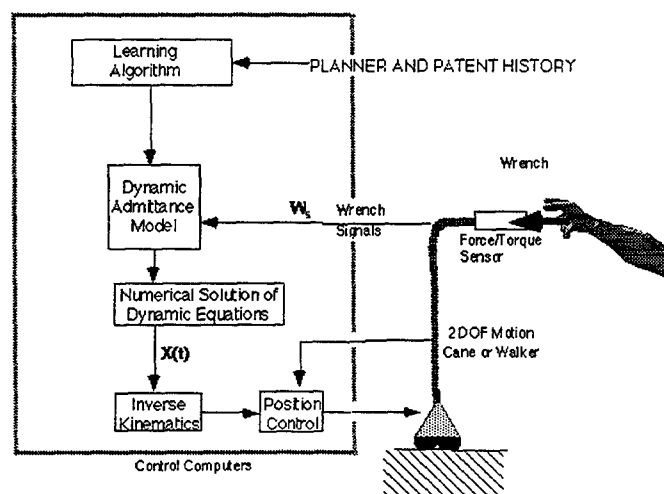 Learning
Algorithm
PLANNER AND PATENT HISTORY
Wrench
Dynamic
Admittance
Model
Ws
Wrench
Signals
Force/Torque
Sensor
Numerical Solution of
Dynamic Equations
2DOF Motion
Cane or Walker
X(t)
Inverse
Kinematics
Position
Control
Control Computers